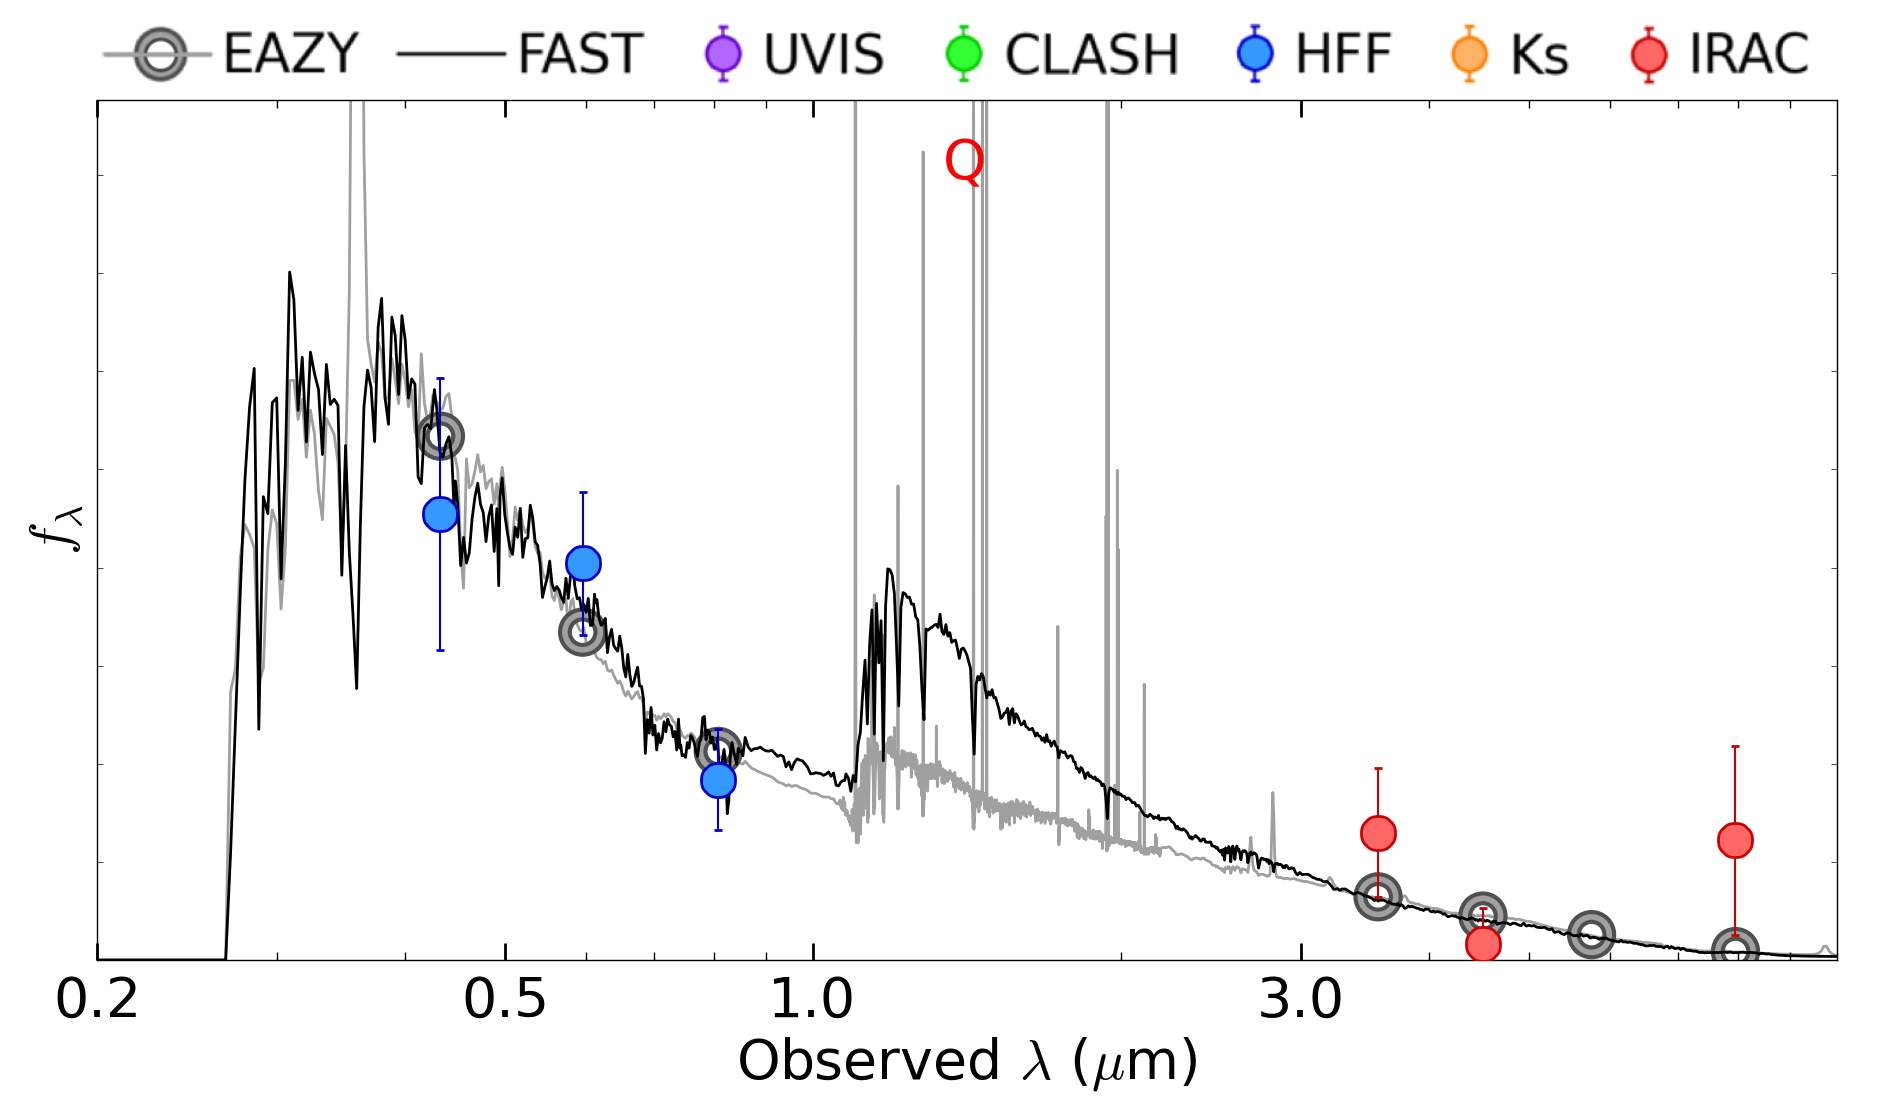 EAZY FAST UVIS CLASH HFF Ks IRAC
Q
f_λ
0.2 0.5 1.0 3.0
Observed λ (μm)